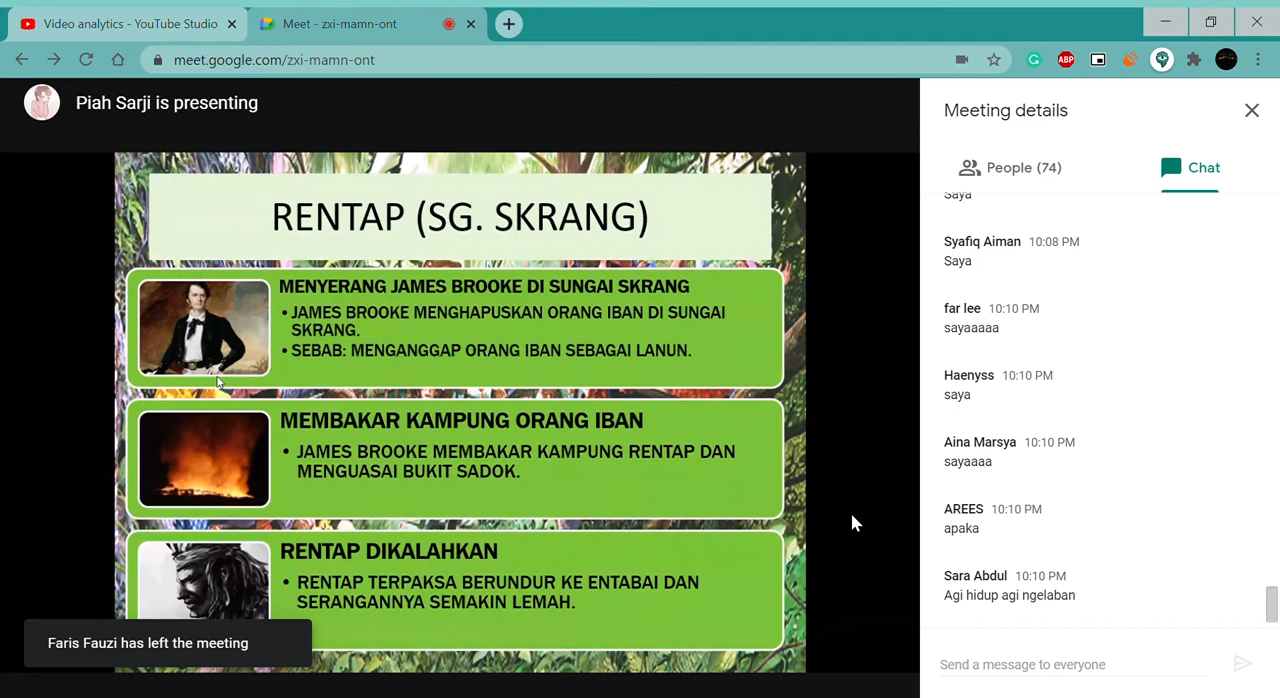 Video analytics - YouTube Studio
Meet - zxi-mamn-ont
meet.google.com/zxi-mamn-ont
ABP
Piah Sarji is presenting
RENTAP (SG. SKRANG)
MENYERANG JAMES BROOKE DI SUNGAI SKRANG
• JAMES BROOKE MENGHAPUSKAN ORANG IBAN DI SUNGAI
SKRANG.
• SEBAB: MENGANGGAP ORANG IBAN SEBAGAI LANUN.
MEMBAKAR KAMPUNG ORANG IBAN
• JAMES BROOKE MEMBAKAR KAMPUNG RENTAP DAN
MENGUASAI BUKIT SADOK.
RENTAP DIKALAHKAN
• RENTAP TERPAKSA BERUNDUR KE ENTABAI DAN
SERANGANNYA SEMAKIN LEMAH.
Faris Fauzi has left the meeting
Meeting details
People (74)
Chat
Saya
Syafiq Aiman 10:08 PM
Saya
far lee 10:10 PM
sayaaaaa
Haenyss 10:10 PM
saya
Aina Marsya 10:10 PM
sayaaaa
AREES 10:10 PM
apaka
Sara Abdul 10:10 PM
Agi hidup agi ngelaban
Send a message to everyone